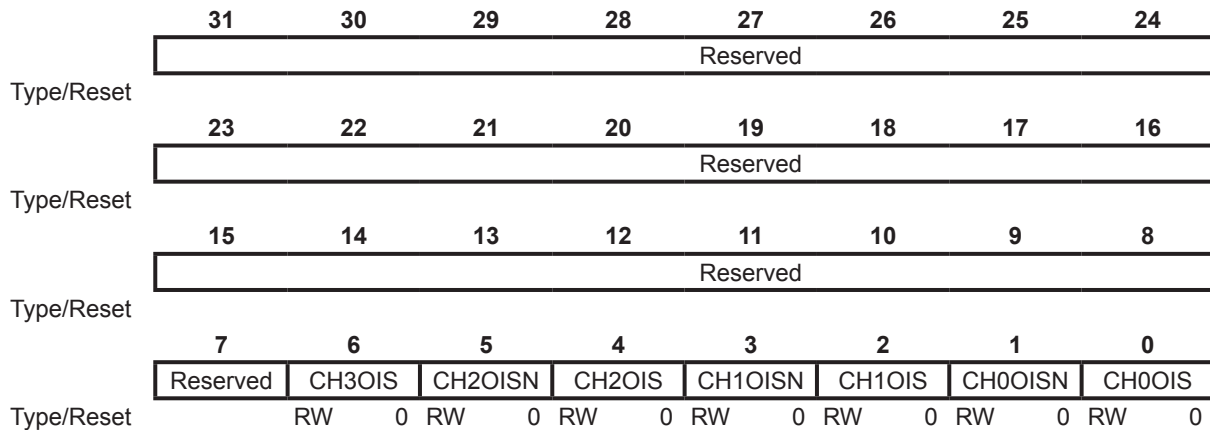 31 30 29 28 27 26 25 24
Reserved
Type/Reset
23 22 21 20 19 18 17 16
Reserved
Type/Reset
15 14 13 12 11 10 9 8
Reserved
Type/Reset
7 6 5 4 3 2 1 0
Reserved CH3OIS CH2OISN CH2OIS CH1OISN CH1OIS CH0OISN CH0OIS
Type/Reset RW 0 RW 0 RW 0 RW 0 RW 0 RW 0 RW 0